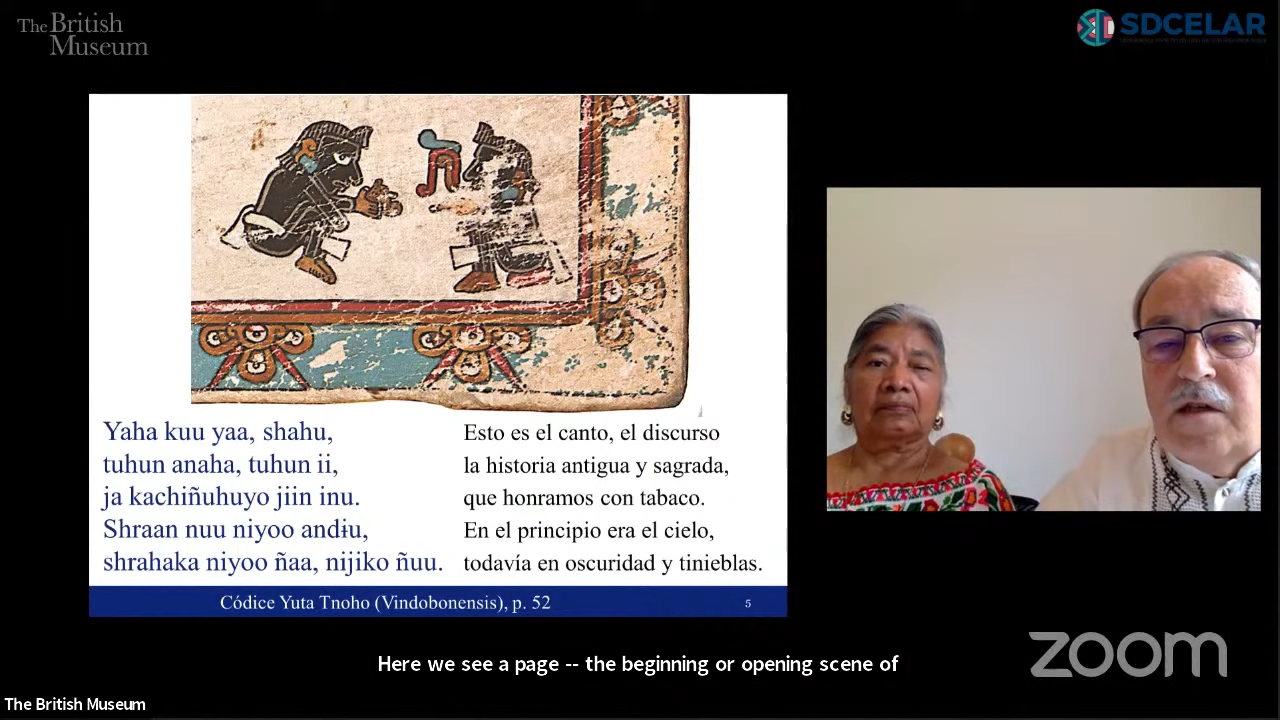 The British
Museum
SDCELAR
Yaha kuu yaa, shahu,
tuhun anaha, tuhun ii,
ja kachiñuhuyo jiin inu.
Shraan nuu niyoo andɨu,
shrahaka niyoo ñaa, nijiko ñuu.
Esto es el canto, el discurso
la historia antigua y sagrada,
que honramos con tabaco.
En el principio era el cielo,
todavía en oscuridad y tinieblas.
Códice Yuta Tnoho (Vindobonensis), p. 52
5
Here we see a page -- the beginning or opening scene of
zoom
The British Museum